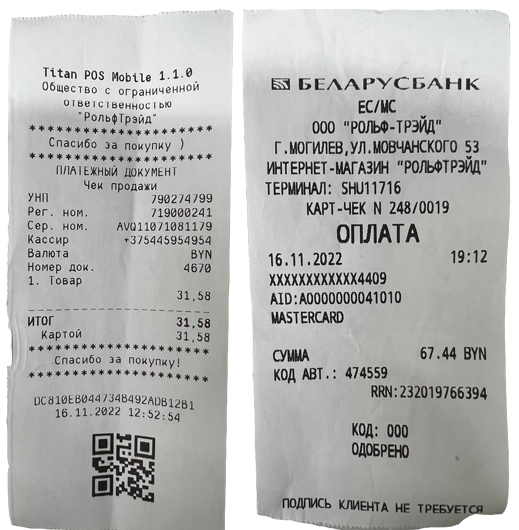 Titan POS Mobile 1.1.0
Общество с ограниченной
ответственностью
"РолфТрэйд"
************************
Спасибо за покупку )
************************
ПЛАТЕЖНЫЙ ДОКУМЕНТ
Чек продажи
УНП 790274799
Рег. ном. 719000241
Сер. ном. AVQ11071081179
Кассир +375445954954
Валюта BYN
Номер док. 4670
1. Товар
31,58
ИТОГ 31,58
Картой 31,58
************************
Спасибо за покупку!
************************
DC810EB044734B492ADB12B1
16.11.2022 12:52:54
БЕЛАРУСБАНК
ЕС/МС
ООО "РОЛЬФ-ТРЭЙД"
Г.МОГИЛЕВ,УЛ.МОВЧАНСКОГО 53
ИНТЕРНЕТ-МАГАЗИН "РОЛЬФТРЭЙД"
ТЕРМИНАЛ: SHU11716
КАРТ-ЧЕК N 248/0019
ОПЛАТА
16.11.2022 19:12
XXXXXXXXXXXX4409
AID:A0000000041010
MASTERCARD
СУММА 67.44 BYN
КОД АВТ.: 474559
RRN:232019766394
КОД: 000
ОДОБРЕНО
ПОДПИСЬ КЛИЕНТА НЕ ТРЕБУЕТСЯ